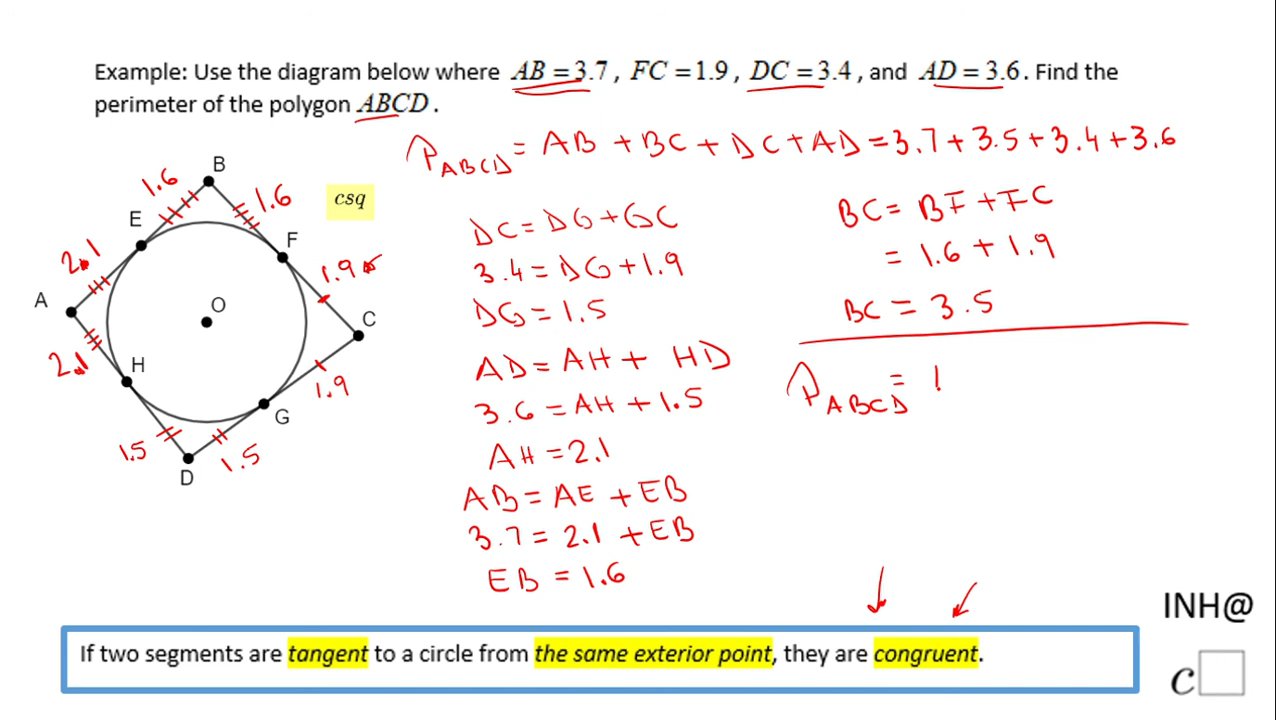 Example: Use the diagram below where AB = 3.7, FC = 1.9, DC = 3.4, and AD = 3.6. Find the
perimeter of the polygon ABCD.
P_ABCD = AB + BC + DC + AD = 3.7 + 3.5 + 3.4 + 3.6
csq
B
1.6
1.6
E
F
2.1
1.9
A
O
C
2.1
H
1.9
G
1.5
1.5
D
DC = DG + GC
3.4 = DG + 1.9
DG = 1.5
AD = AH + HD
3.6 = AH + 1.5
AH = 2.1
AB = AE + EB
3.7 = 2.1 + EB
EB = 1.6
BC = BF + FC
= 1.6 + 1.9
BC = 3.5
P_ABCD = 1
If two segments are tangent to a circle from the same exterior point, they are congruent.
INH@
c□